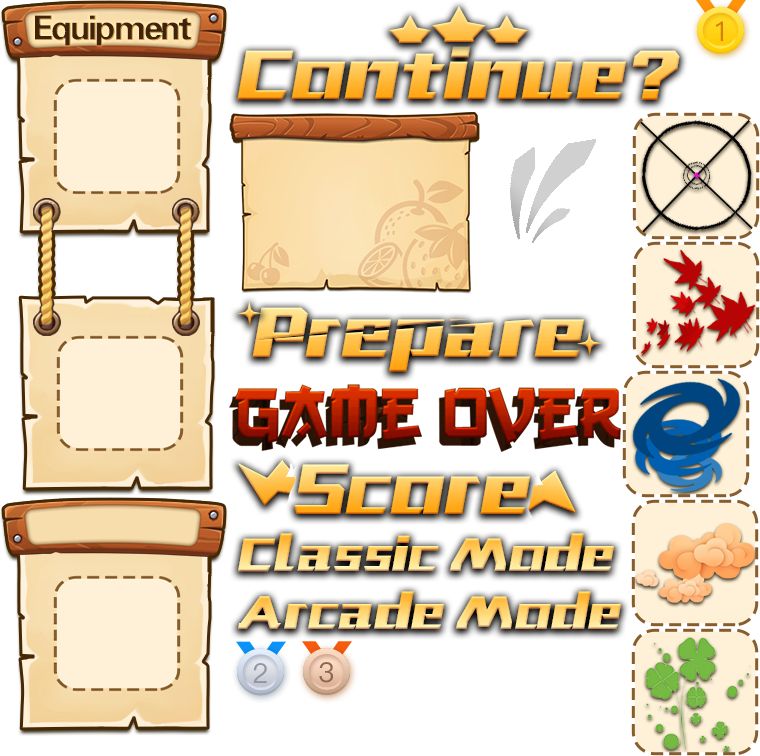 Equipment
Continue?
1
Prepare
GAME OVER
Score
Classic Mode
Arcade Mode
2
3